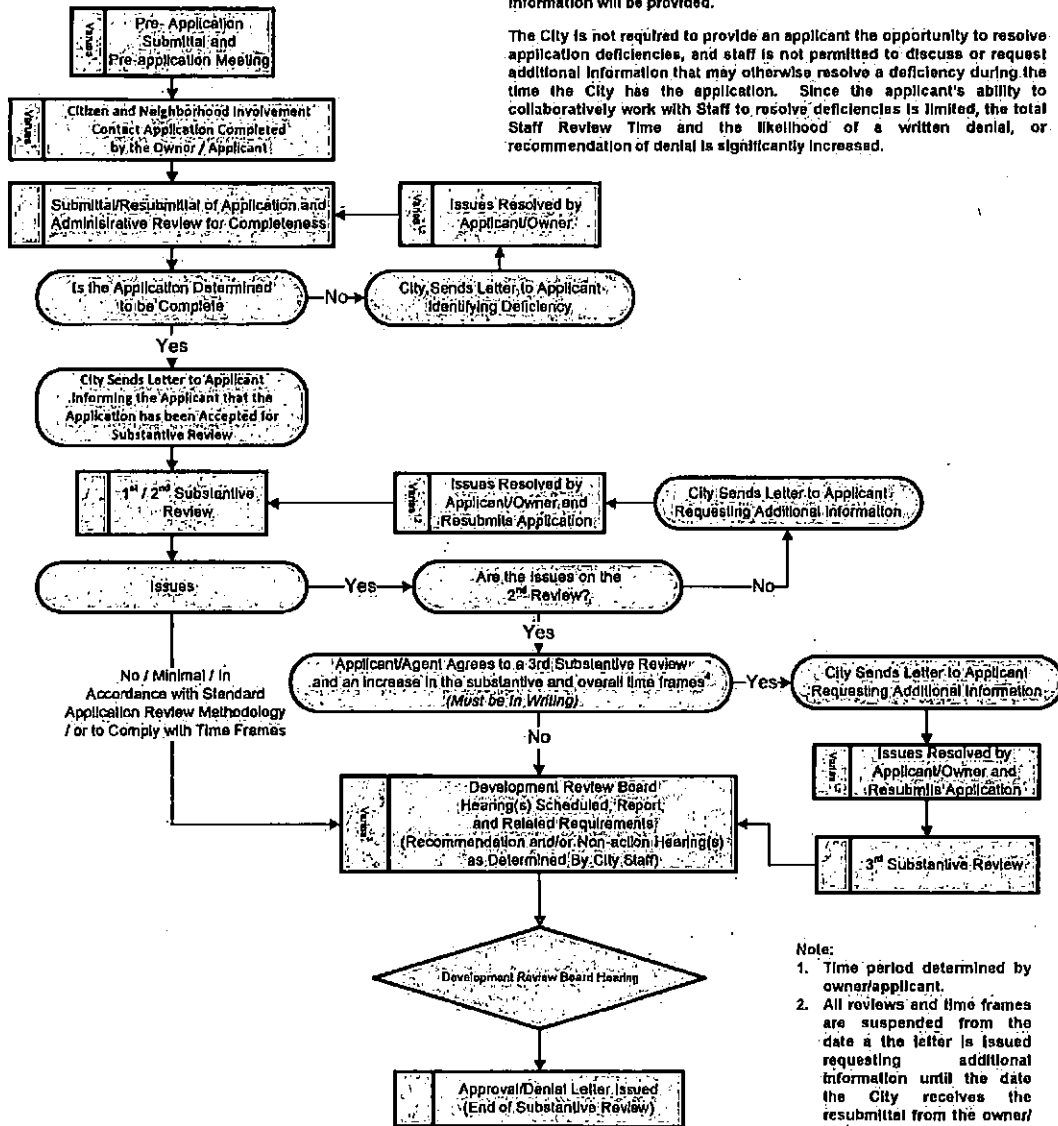 information will be provided.
The City is not required to provide an applicant the opportunity to resolve
application deficiencies, and staff is not permitted to discuss or request
additional information that may otherwise resolve a deficiency during the
time the City has the application. Since the applicant's ability to
collaboratively work with Staff to resolve deficiencies is limited, the total
Staff Review Time and the likelihood of a written denial, or
recommendation of denial is significantly increased.
Varies
Pre- Application
Submittal and
Pre-application Meeting
Varies
Citizen and Neighborhood Involvement
Contact Application Completed
by the Owner / Applicant
Submittal/Resubmittal of Application and
Administrative Review for Completeness
Varies
Issues Resolved by
Applicant/Owner
Is the Application Determined
to be Complete
No
City Sends Letter to Applicant
Identifying Deficiency
Yes
City Sends Letter to Applicant
Informing the Applicant that the
Application has been Accepted for
Substantive Review
1st / 2nd Substantive
Review
Varies
Issues Resolved by
Applicant/Owner and
Resubmits Application
City Sends Letter to Applicant
Requesting Additional Information
Issues
Yes
Are the Issues on the
2nd Review?
No
Yes
No / Minimal / In
Accordance with Standard
Application Review Methodology
/ or to Comply with Time Frames
Applicant/Agent Agrees to a 3rd Substantive Review
and an increase in the substantive and overall time frames4
(Must be in Writing)
Yes
City Sends Letter to Applicant
Requesting Additional Information
No
Varies
Issues Resolved by
Applicant/Owner and
Resubmits Application
Varies
Development Review Board
Hearing(s) Scheduled, Report,
and Related Requirements
(Recommendation and/or Non-action Hearing(s)
as Determined By City Staff)
3rd Substantive Review
Development Review Board Hearing
Approval/Denial Letter Issued
(End of Substantive Review)
Note:
1. Time period determined by
owner/applicant.
2. All reviews and time frames
are suspended from the
date a the letter is issued
requesting additional
information until the date
the City receives the
resubmittal from the owner/